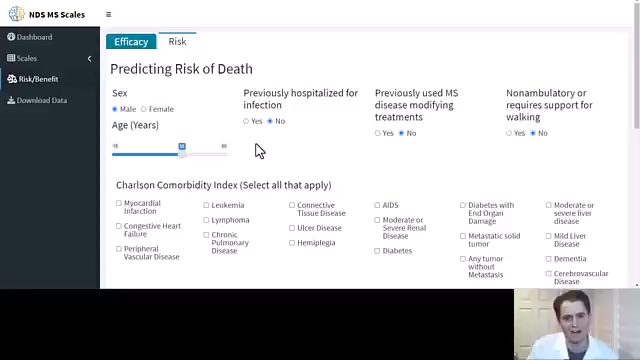 NDS MS Scales
Dashboard
Scales
Risk/Benefit
Download Data
Efficacy
Risk
Predicting Risk of Death
Sex
Male
Female
Age (Years)
Previously hospitalized for
infection
Yes
No
Previously used MS
disease modifying
treatments
Yes
No
Nonambulatory or
requires support for
walking
Yes
No
Charlson Comorbidity Index (Select all that apply)
Myocardial
Infarction
Congestive Heart
Failure
Peripheral
Vascular Disease
Leukemia
Lymphoma
Chronic
Pulmonary
Disease
Connective
Tissue Disease
Ulcer Disease
Hemiplegia
AIDS
Moderate or
Severe Renal
Disease
Diabetes
Diabetes with
End Organ
Damage
Metastatic solid
tumor
Any tumor
without
Metastasis
Moderate or
severe liver
disease
Mild Liver
Disease
Dementia
Cerebrovascular
Disease